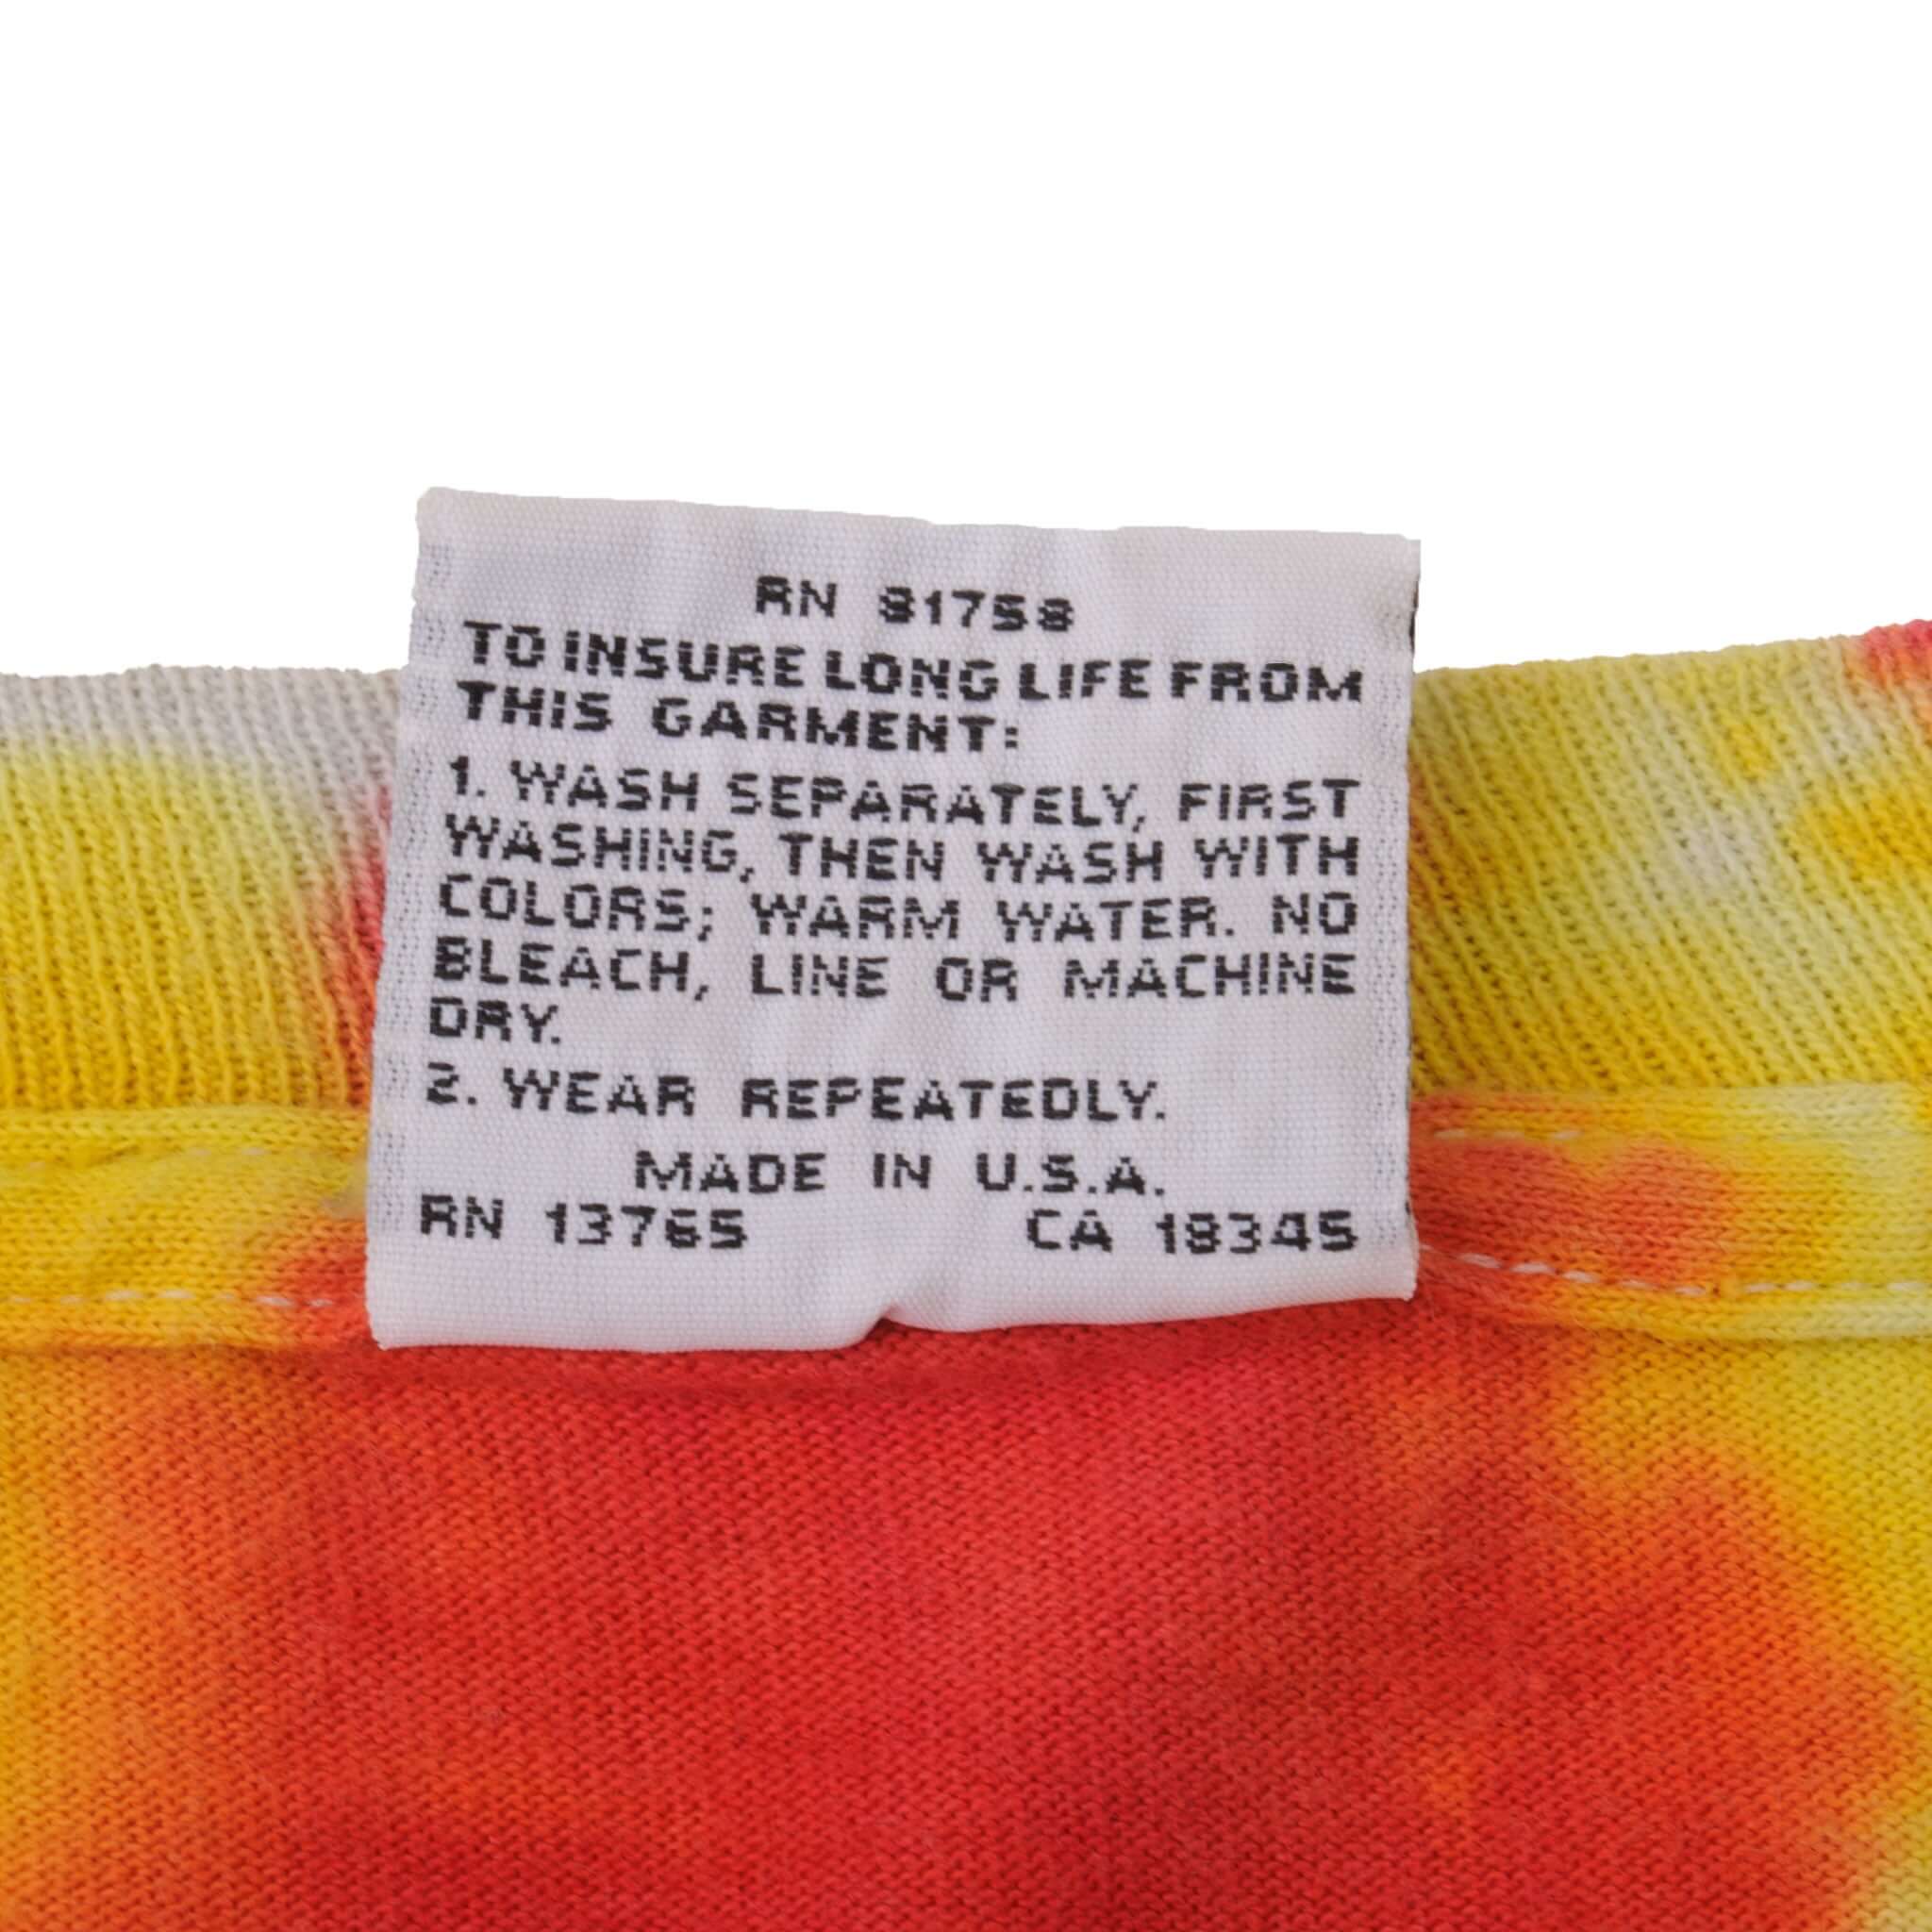 RN 81758
TO INSURE LONG LIFE FROM
THIS GARMENT:
1. WASH SEPARATELY, FIRST
WASHING, THEN WASH WITH
COLORS; WARM WATER. NO
BLEACH, LINE OR MACHINE
DRY.
2. WEAR REPEATEDLY.
MADE IN U.S.A.
RN 13765 CA 18345